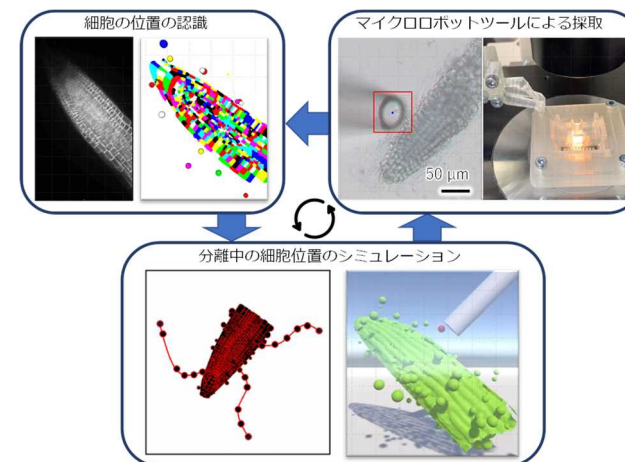 細胞の位置の認識
マイクロロボットツールによる採取
50 μm
分離中の細胞位置のシミュレーション